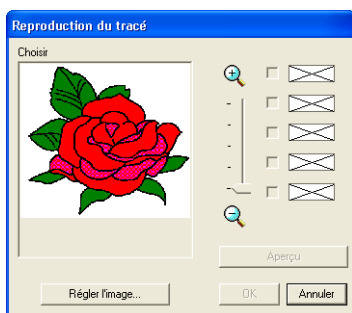 Reproduction du tracé
Choisir
Aperçu
Régler l'image...
OK
Annuler